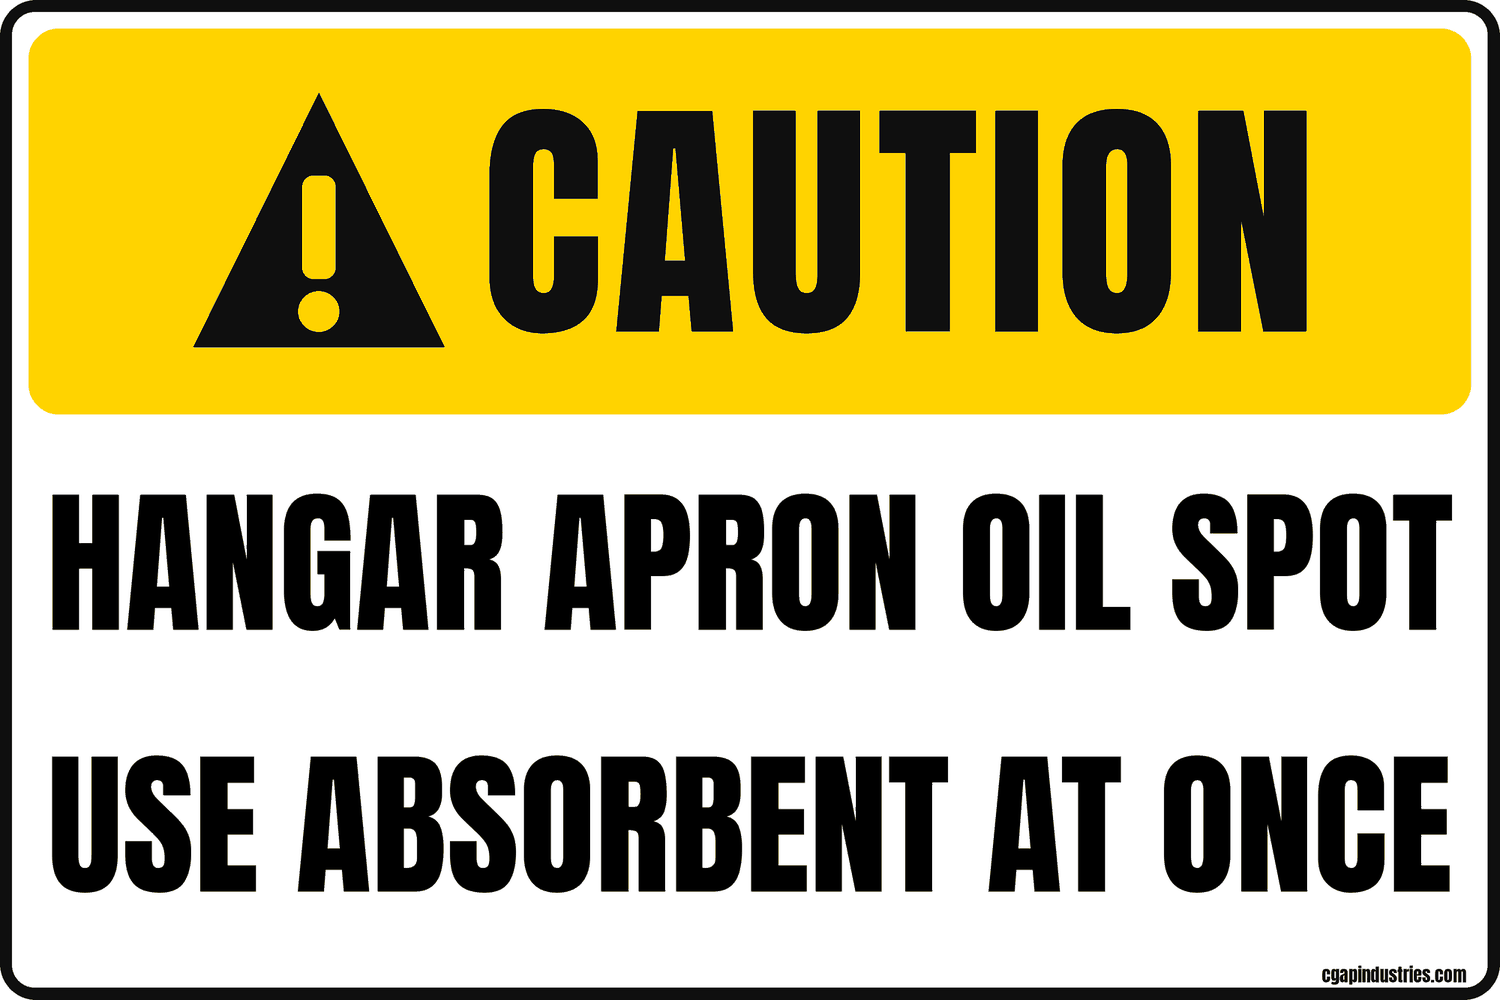 CAUTION
HANGAR APRON OIL SPOT
USE ABSORBENT AT ONCE
cgapindustries.com